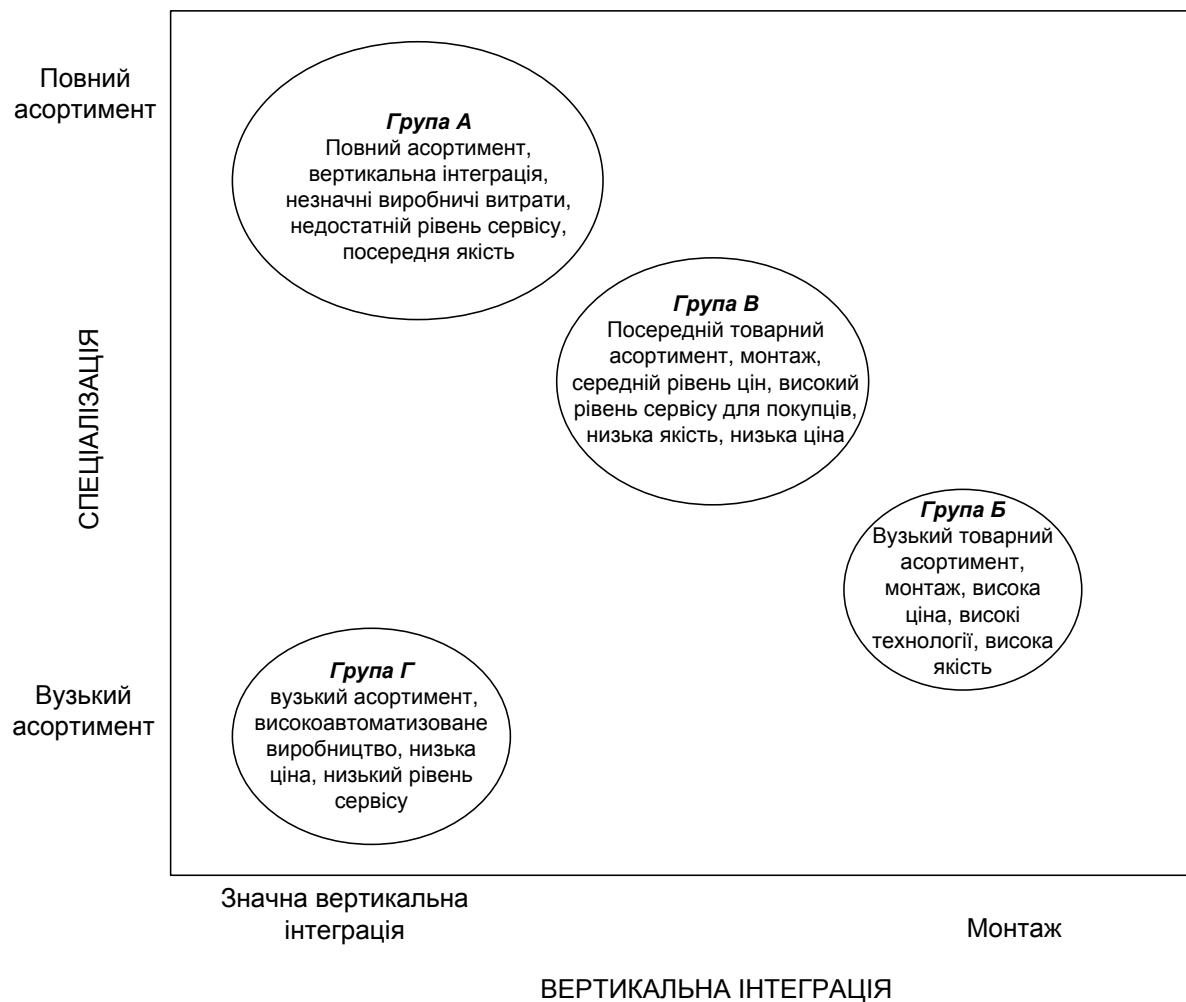 Повний
асортимент
Група А
Повний асортимент,
вертикальна інтеграція,
незначні виробничі витрати,
недостатній рівень сервісу,
посередня якість
Група В
Посередній товарний
асортимент, монтаж,
середній рівень цін, високий
рівень сервісу для покупців,
низька якість, низька ціна
СПЕЦІАЛІЗАЦІЯ
Група Б
Вузький товарний
асортимент,
монтаж, висока
ціна, високі
технології, висока
якість
Вузький
асортимент
Група Г
вузький асортимент,
високоавтоматизоване
виробництво, низька
ціна, низький рівень
сервісу
Значна вертикальна
інтеграція
Монтаж
ВЕРТИКАЛЬНА ІНТЕГРАЦІЯ